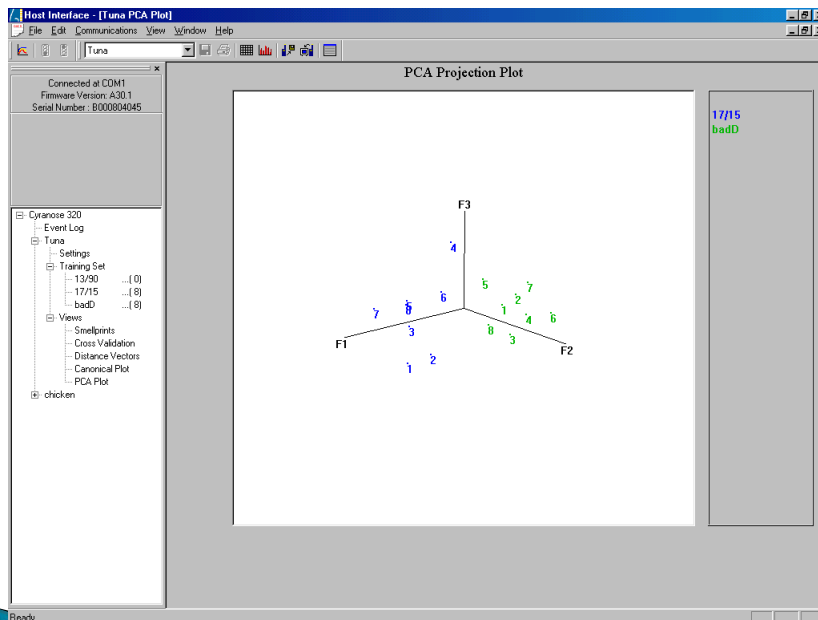 Host Interface - [Tuna PCA Plot]
File Edit Communications View Window Help
Tuna
Connected at COM1
Firmware Version: A30.1
Serial Number : B000804045
Cyranose 320
Event Log
Tuna
Settings
Training Set
13/90 ...( 0)
17/15 ...( 8)
badD ...( 8)
Views
Smellprints
Cross Validation
Distance Vectors
Canonical Plot
PCA Plot
chicken
PCA Projection Plot
F3
4
5
7
6
2
7
5
1
8
4
6
3
8
3
F1
F2
2
1
17/15
badD
Ready